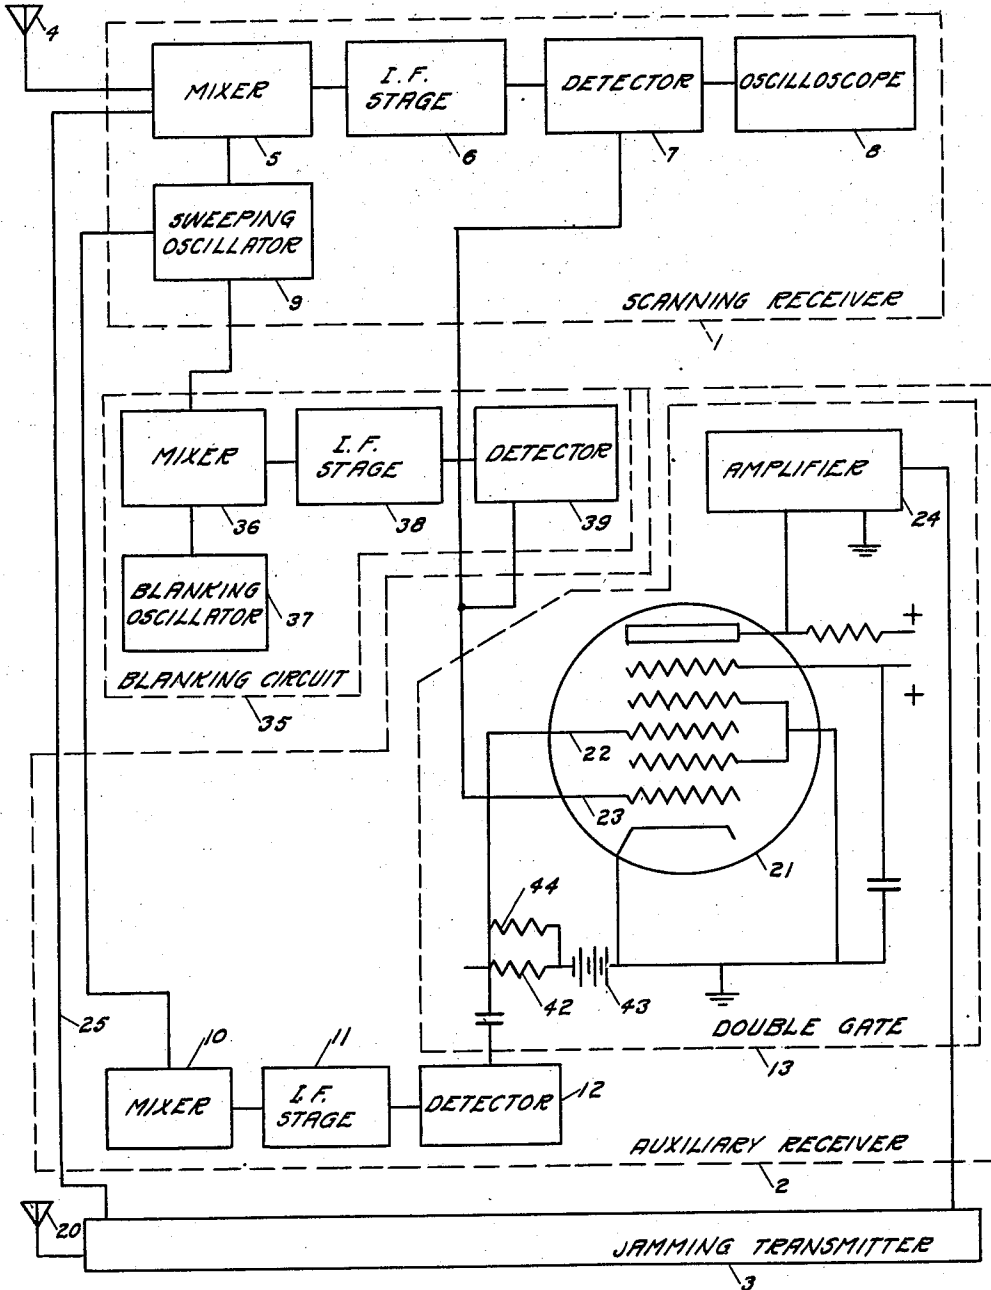 4
MIXER
5
I.F.
STAGE
6
DETECTOR
7
OSCILLOSCOPE
8
SWEEPING
OSCILLATOR
9
SCANNING RECEIVER
1
MIXER
36
I.F.
STAGE
38
DETECTOR
39
AMPLIFIER
24
BLANKING
OSCILLATOR
37
BLANKING CIRCUIT
35
+
+
22
23
21
44
42
43
DOUBLE GATE
13
25
10
MIXER
11
I.F.
STAGE
DETECTOR
12
AUXILIARY RECEIVER
2
20
JAMMING TRANSMITTER
3